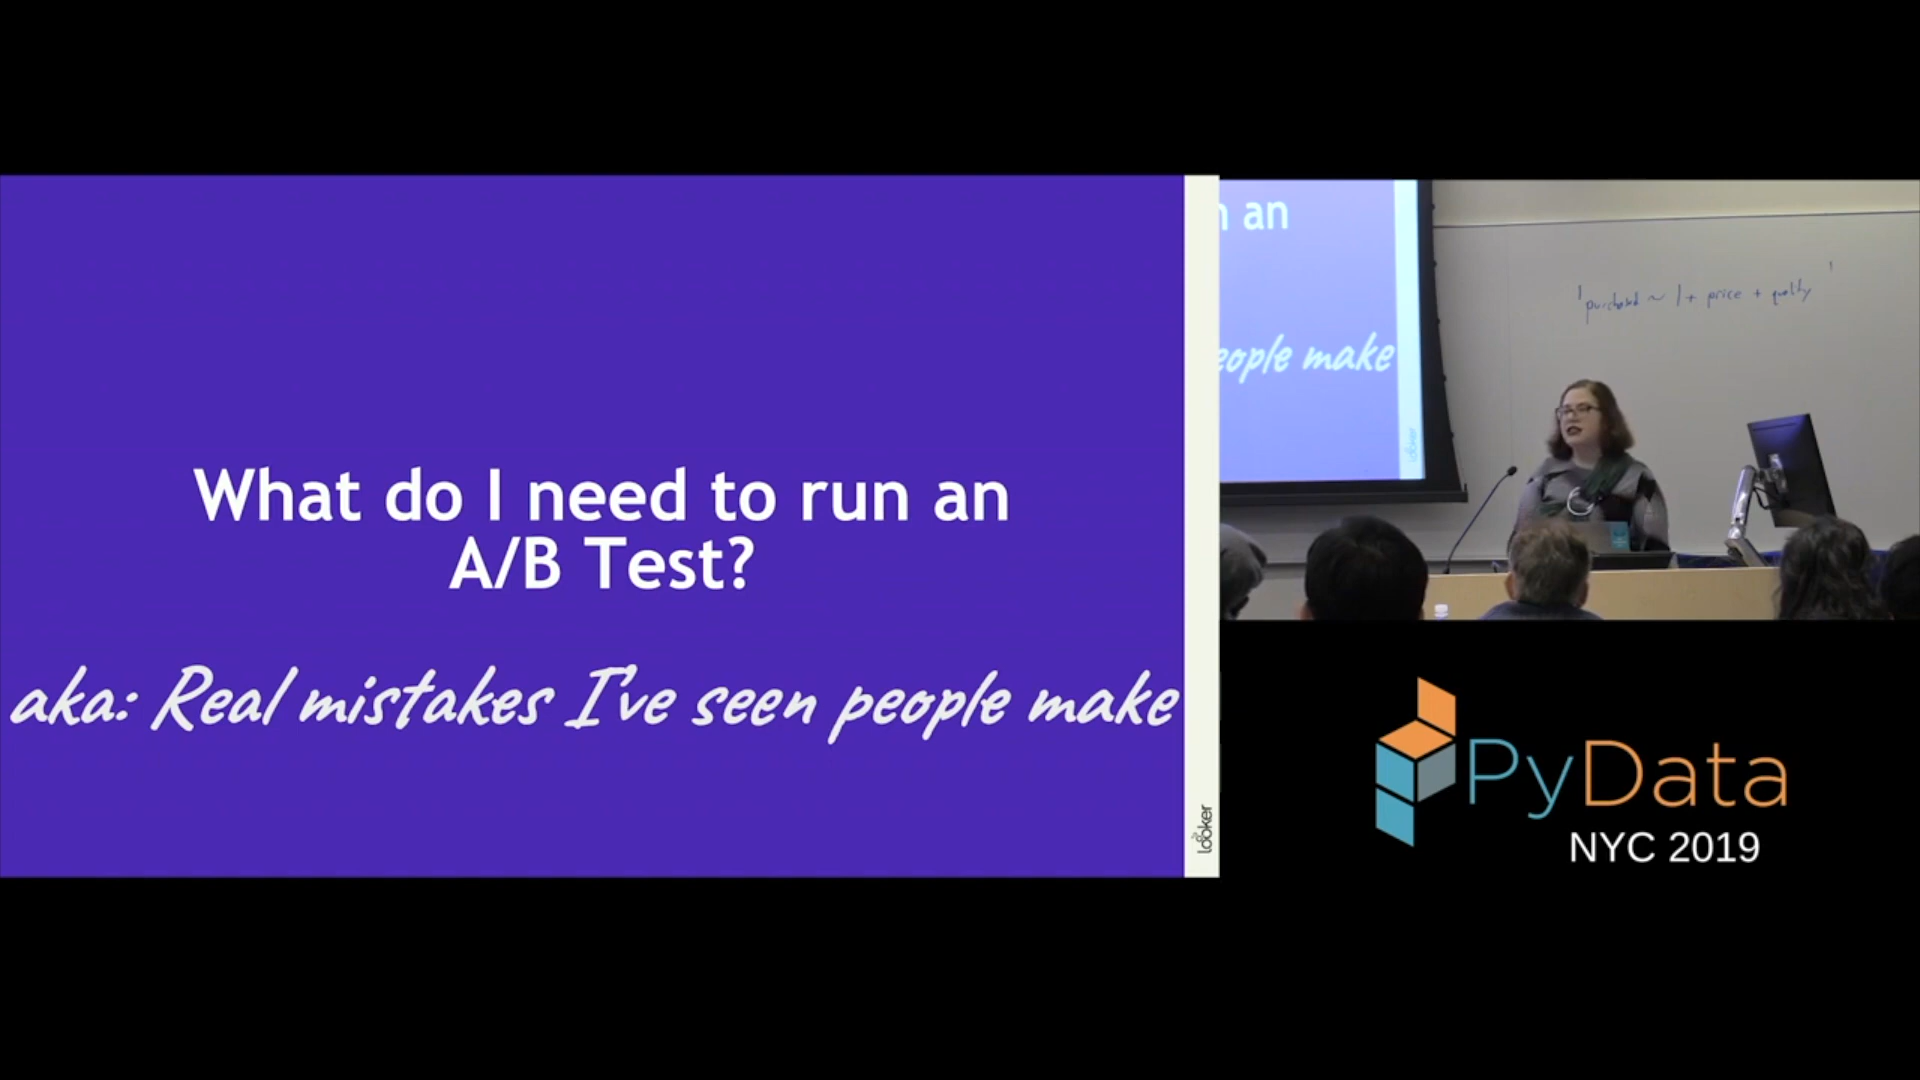 What do I need to run an
A/B Test?
aka: Real mistakes I've seen people make
looker
n an
eople make
looker
'purchased ~ 1 + price + quality'
PyData
NYC 2019